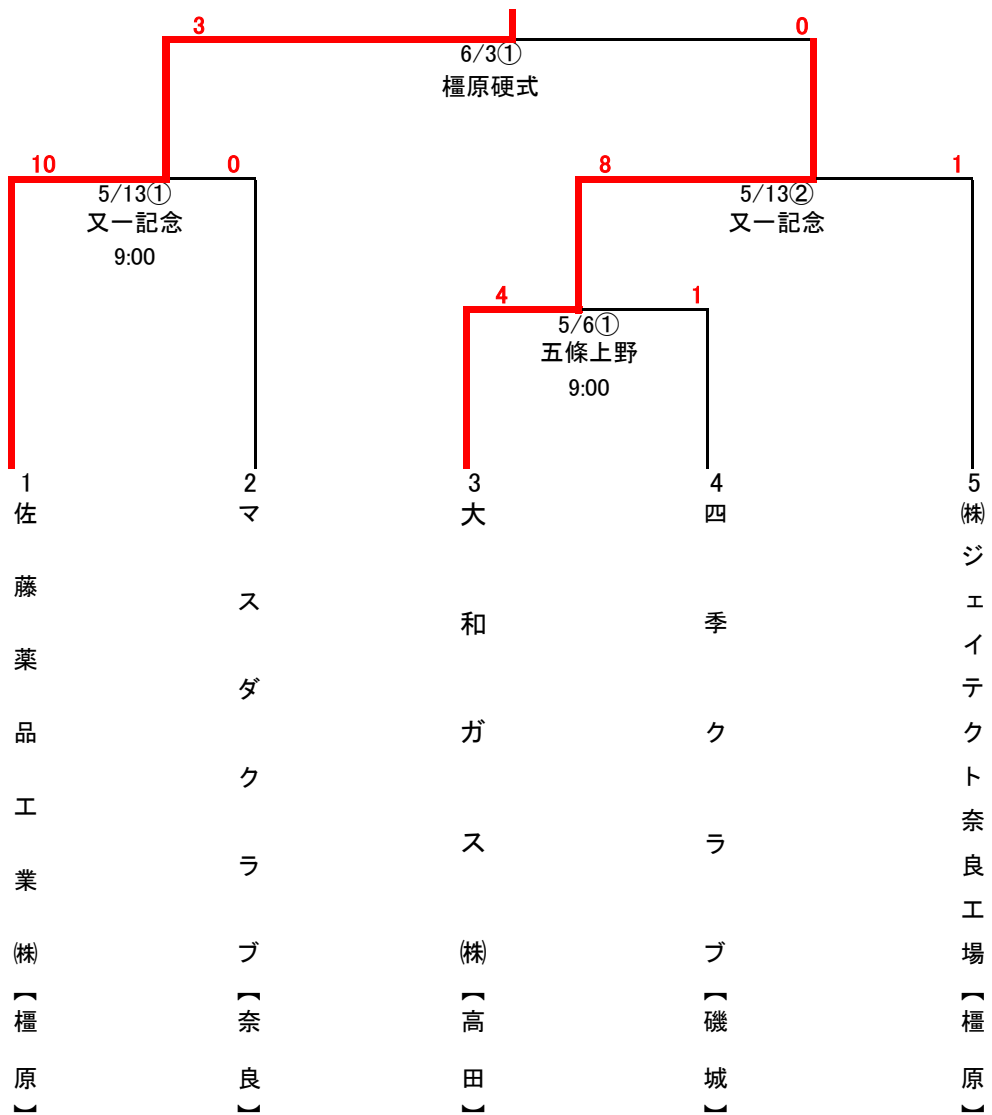 3 0
6/3①
橿原硬式
10 0 8 1
5/13① 5/13②
又一記念 又一記念
9:00
4 1
5/6①
五條上野
9:00
1 2 3 4 5
佐藤薬品工業㈱【橿原】
マスダクラブ【奈良】
大和ガス㈱【高田】
四季クラブ【磯城】
㈱ジェイテクト奈良工場【橿原】